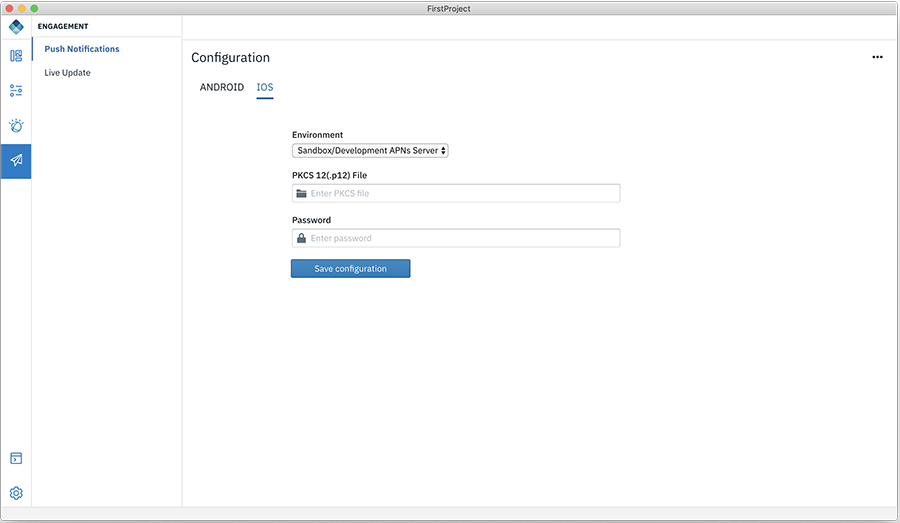 FirstProject
ENGAGEMENT
Push Notifications
Live Update
Configuration
ANDROID IOS
Environment
Sandbox/Development APNs Server
PKCS 12(.p12) File
Enter PKCS file
Password
Enter password
Save configuration